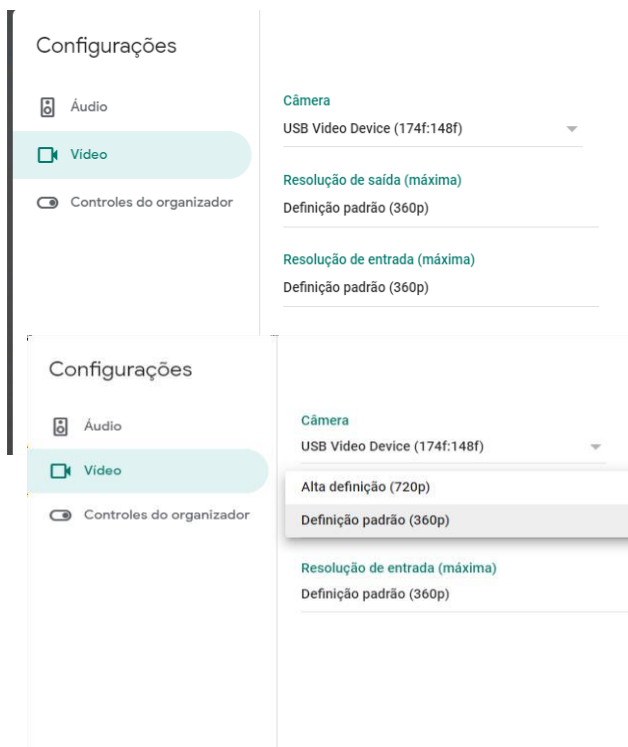 Configurações
Áudio
Vídeo
Controles do organizador
Câmera
USB Video Device (174f:148f)
Resolução de saída (máxima)
Definição padrão (360p)
Resolução de entrada (máxima)
Definição padrão (360p)
Configurações
Áudio
Vídeo
Controles do organizador
Câmera
USB Video Device (174f:148f)
Alta definição (720p)
Definição padrão (360p)
Resolução de entrada (máxima)
Definição padrão (360p)